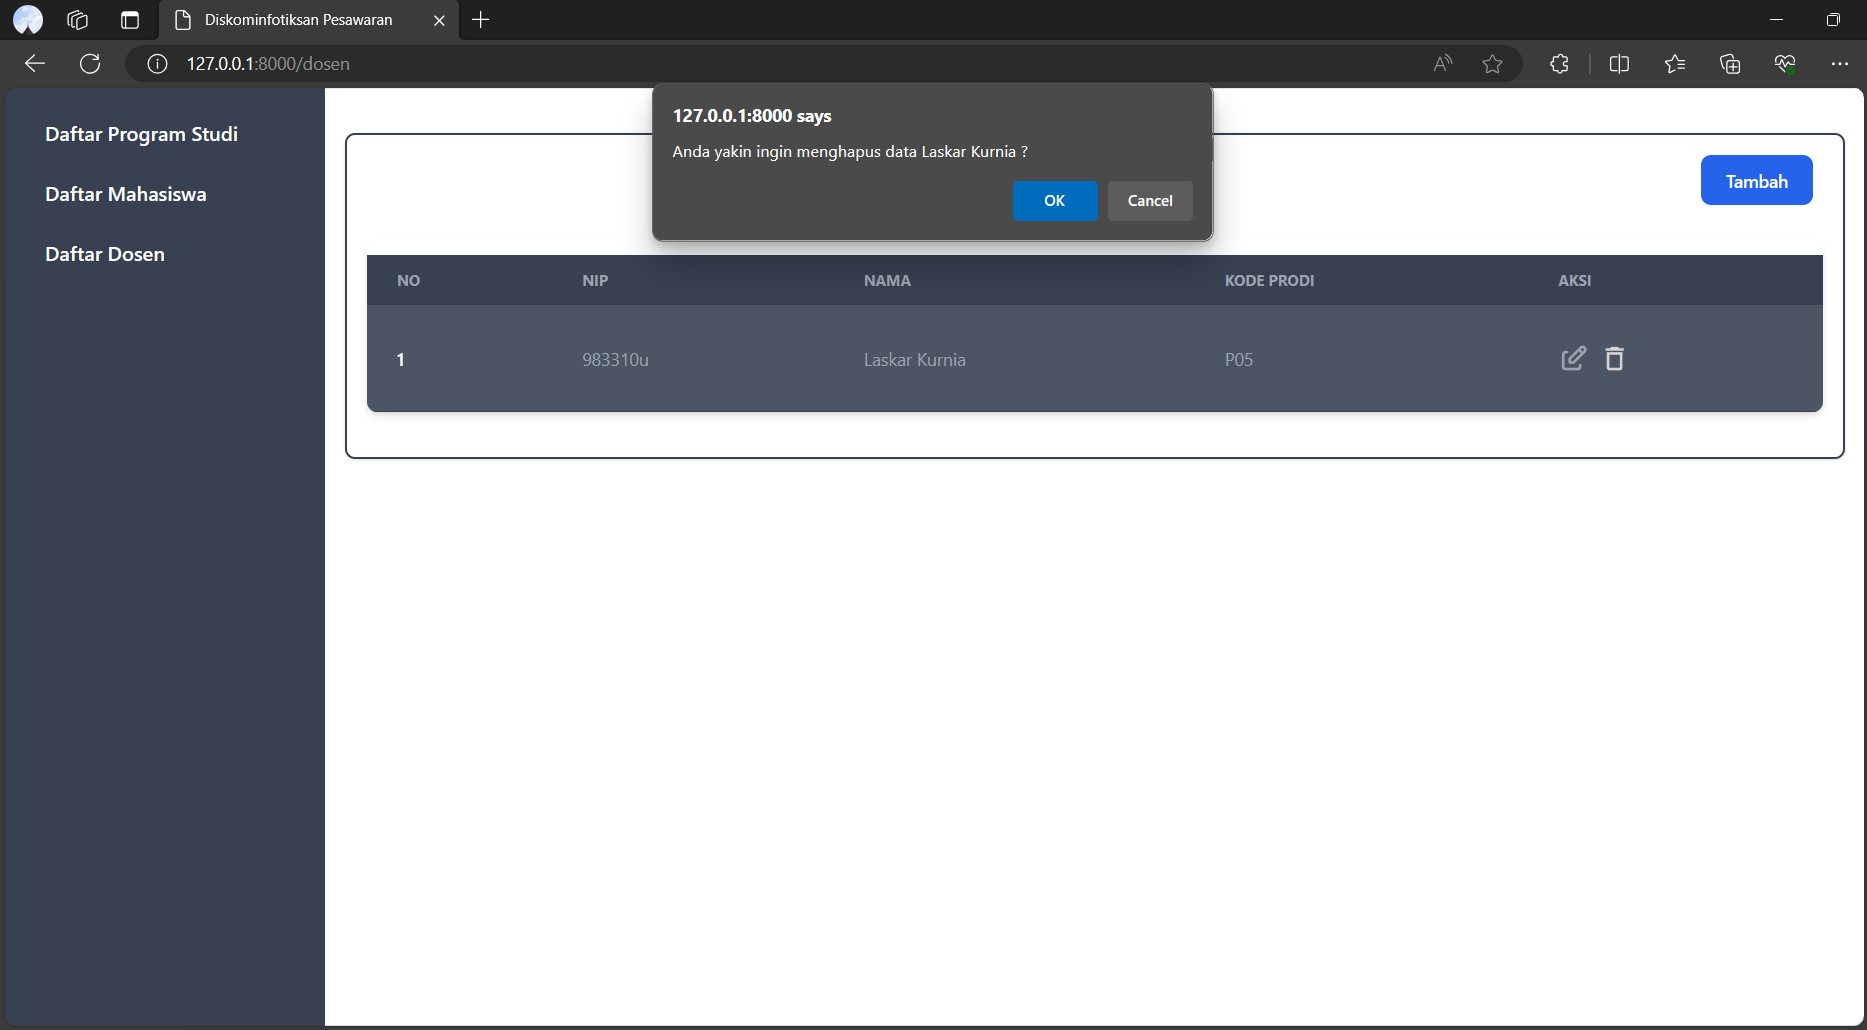 Diskominfotiksan Pesawaran
127.0.0.1:8000/dosen
127.0.0.1:8000 says
Anda yakin ingin menghapus data Laskar Kurnia ?
OK Cancel
Daftar Program Studi
Daftar Mahasiswa
Daftar Dosen
Tambah
NO NIP NAMA KODE PRODI AKSI
1 983310u Laskar Kurnia P05